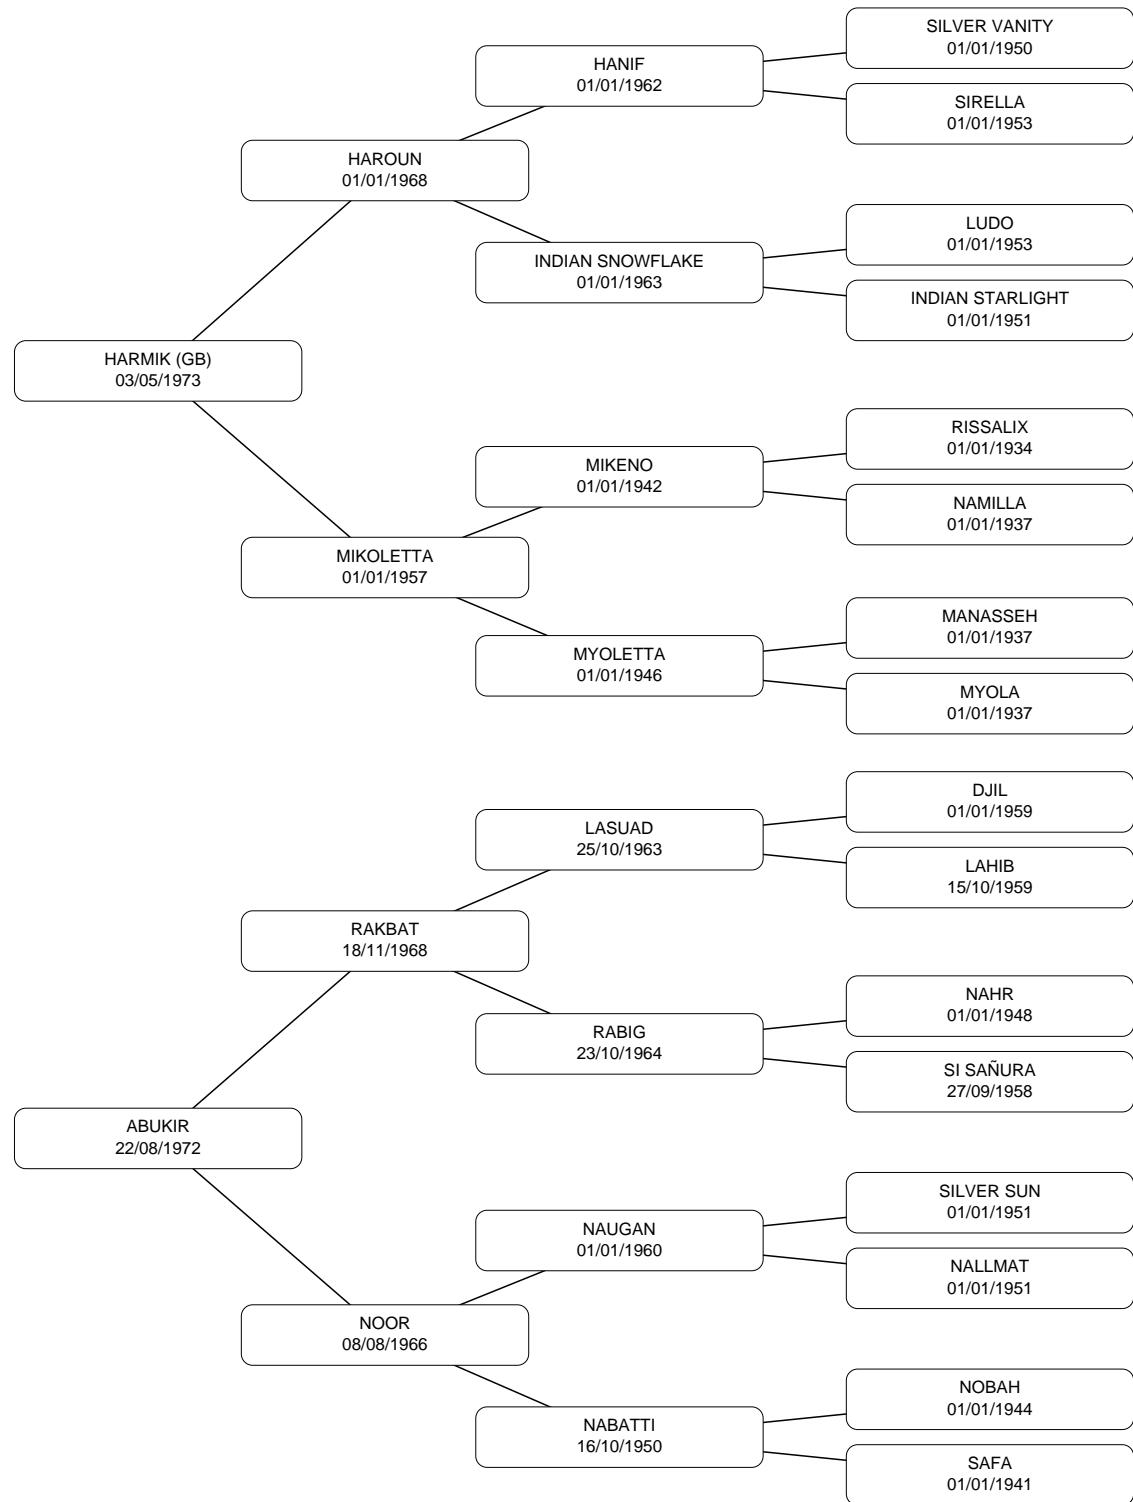 SILVER VANITY
01/01/1950
HANIF
01/01/1962
SIRELLA
01/01/1953
HAROUN
01/01/1968
LUDO
01/01/1953
INDIAN SNOWFLAKE
01/01/1963
INDIAN STARLIGHT
01/01/1951
HARMIK (GB)
03/05/1973
RISSALIX
01/01/1934
MIKENO
01/01/1942
NAMILLA
01/01/1937
MIKOLETTA
01/01/1957
MANASSEH
01/01/1937
MYOLETTA
01/01/1946
MYOLA
01/01/1937
DJIL
01/01/1959
LASUAD
25/10/1963
LAHIB
15/10/1959
RAKBAT
18/11/1968
NAHR
01/01/1948
RABIG
23/10/1964
SI SAÑURA
27/09/1958
ABUKIR
22/08/1972
SILVER SUN
01/01/1951
NAUGAN
01/01/1960
NALLMAT
01/01/1951
NOOR
08/08/1966
NOBAH
01/01/1944
NABATTI
16/10/1950
SAFA
01/01/1941